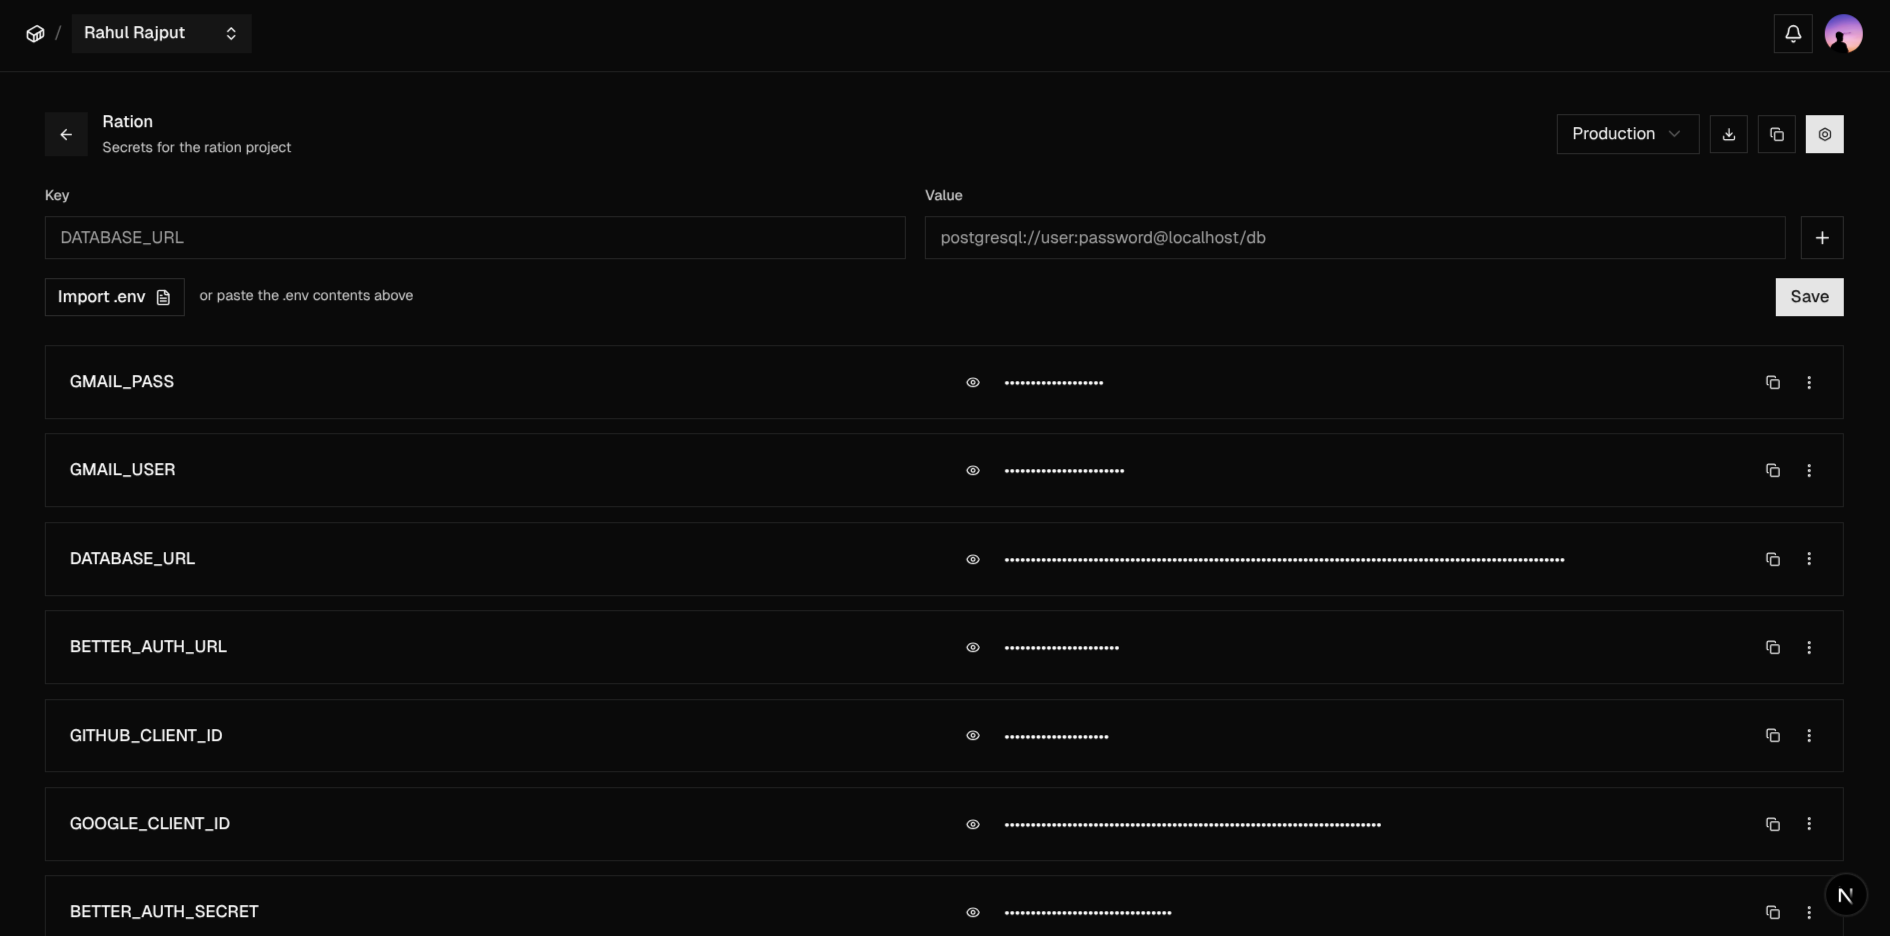 / Rahul Rajput
Ration
Secrets for the ration project
Production
Key
Value
DATABASE_URL
postgresql://user:password@localhost/db
Import .env
or paste the .env contents above
Save
GMAIL_PASS
GMAIL_USER
DATABASE_URL
BETTER_AUTH_URL
GITHUB_CLIENT_ID
GOOGLE_CLIENT_ID
BETTER_AUTH_SECRET
N